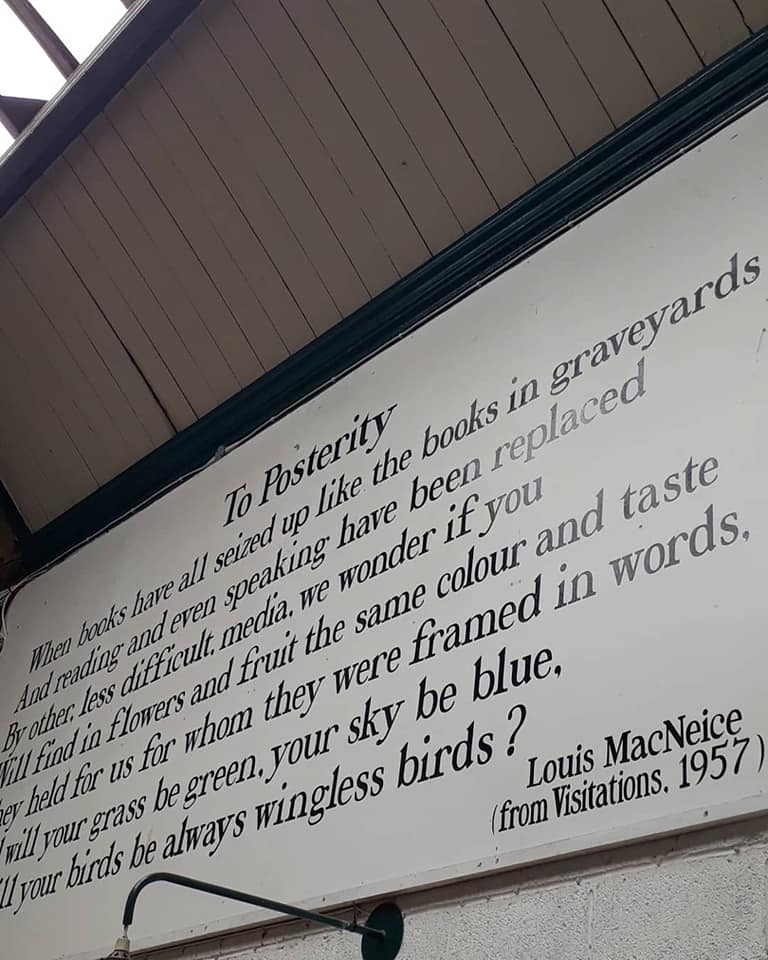 To Posterity
When books have all seized up like the books in graveyards
And reading and even speaking have been replaced
By other, less difficult, media, we wonder if you
Will find in flowers and fruit the same colour and taste
ey held for us for whom they were framed in words,
will your grass be green, your sky be blue,
ll your birds be always wingless birds?
Louis MacNeice
(from Visitations, 1957)